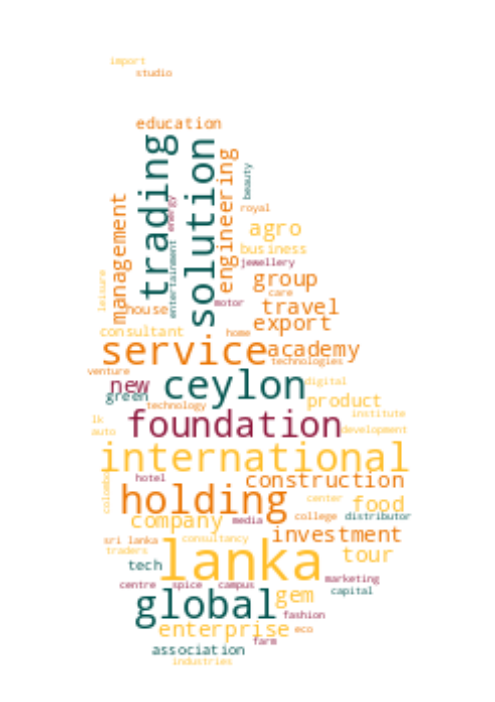 import
studio
education
trading
solution
engineering
beauty
management
energy
entertainment
royal
agro
business
jewellery
group
care
leisure
house
motor
travel
export
consultant
home
service
academy
technologies
venture
new
ceylon
digital
green
technology
product
institute
lk
auto
foundation
development
international
hotel
construction
colombo
holding
center
food
company
media
college
distributor
sri lanka
consultancy
investment
traders
lanka
tour
tech
centre
spice
campus
marketing
capital
global
gem
fashion
enterprise
eco
farm
association
industries